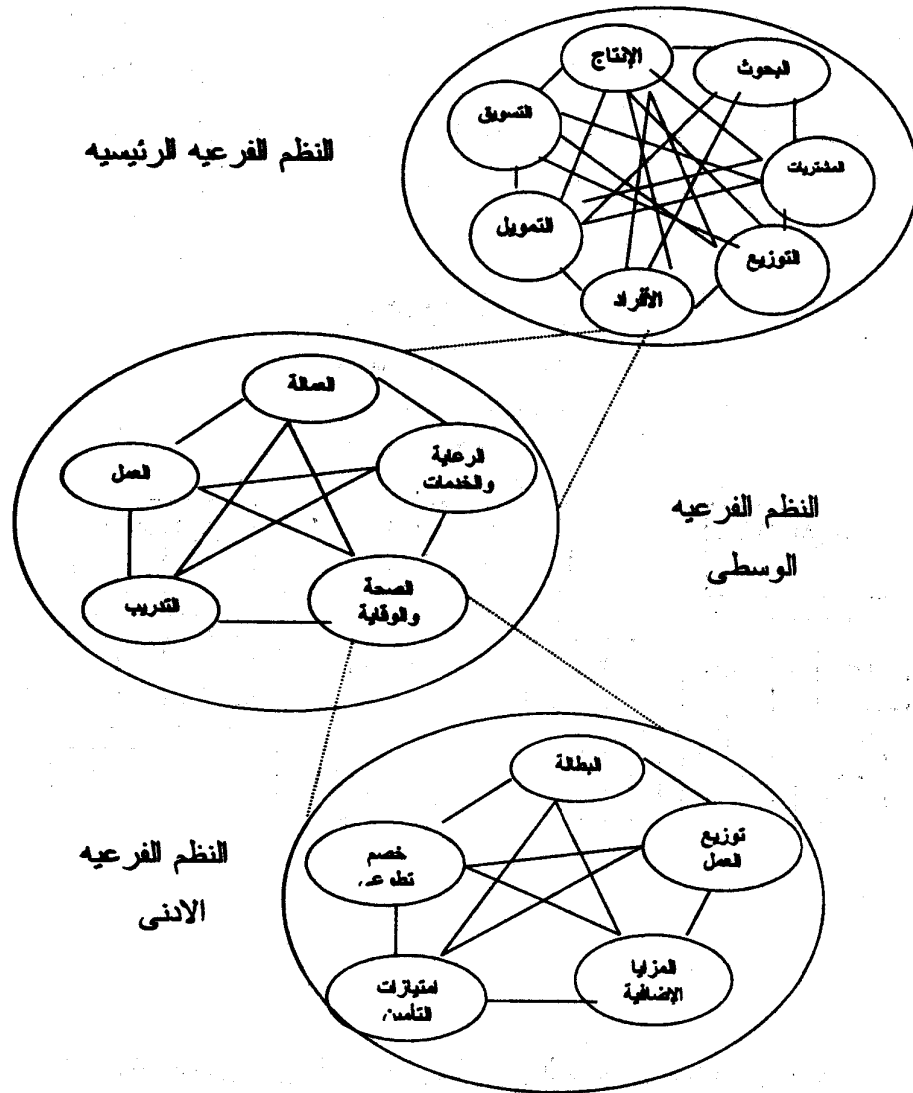 الإنتاج
البحوث
التسويق
المشتريات
التمويل
التوزيع
الأفراد
النظم الفرعيه الرئيسيه
العمالة
الرعاية
والخدمات
العمل
الصحة
والوقاية
التدريب
النظم الفرعيه
الوسطى
البطالة
توزيع
العمل
خصم
المزايا
الإضافية
امتيازات
النظم الفرعيه
الادنى